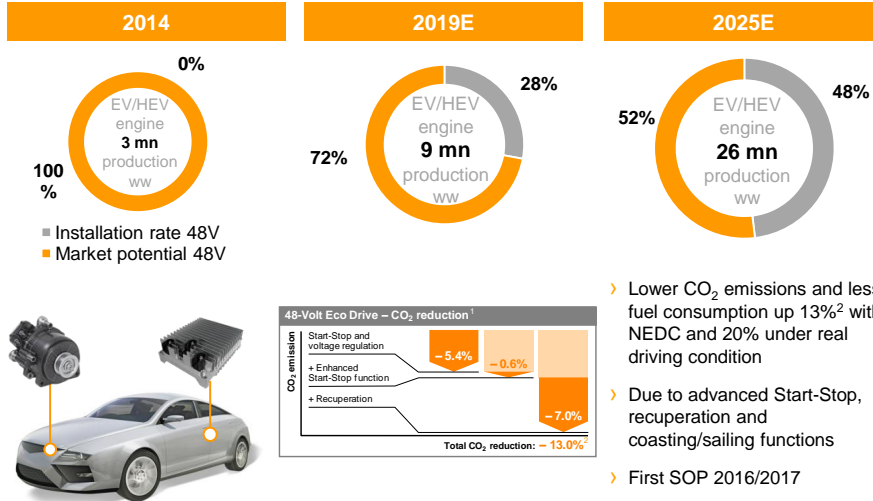 2014
2019E
2025E
0%
100
%
EV/HEV
engine
3 mn
production
ww
28%
72%
EV/HEV
engine
9 mn
production
ww
48%
52%
EV/HEV
engine
26 mn
production
ww
Installation rate 48V
Market potential 48V
48-Volt Eco Drive – CO2 reduction1
CO2 emission
Start-Stop and
voltage regulation
+ Enhanced
Start-Stop function
+ Recuperation
– 5.4%
– 0.6%
– 7.0%
Total CO2 reduction: – 13.0%2
› Lower CO2 emissions and less
fuel consumption up 13%2 with
NEDC and 20% under real
driving condition
› Due to advanced Start-Stop,
recuperation and
coasting/sailing functions
› First SOP 2016/2017